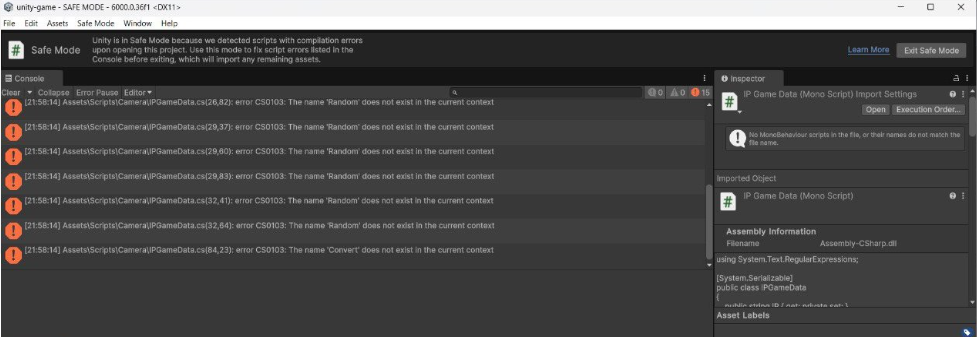 unity-game - SAFE MODE - 6000.0.36f1 <DX11>
File Edit Assets Safe Mode Window Help
Safe Mode
Unity is in Safe Mode because we detected scripts with compilation errors
upon opening this project. Use this mode to fix script errors listed in the
Console before exiting, which will import any remaining assets.
Learn More
Exit Safe Mode
Console
Clear Collapse Error Pause Editor
0 0 15
[21:58:14] Assets\Scripts\Camera\IPGameData.cs(26,82): error CS0103: The name 'Random' does not exist in the current context
[21:58:14] Assets\Scripts\Camera\IPGameData.cs(29,37): error CS0103: The name 'Random' does not exist in the current context
[21:58:14] Assets\Scripts\Camera\IPGameData.cs(29,60): error CS0103: The name 'Random' does not exist in the current context
[21:58:14] Assets\Scripts\Camera\IPGameData.cs(29,83): error CS0103: The name 'Random' does not exist in the current context
[21:58:14] Assets\Scripts\Camera\IPGameData.cs(32,41): error CS0103: The name 'Random' does not exist in the current context
[21:58:14] Assets\Scripts\Camera\IPGameData.cs(32,64): error CS0103: The name 'Random' does not exist in the current context
[21:58:14] Assets\Scripts\Camera\IPGameData.cs(84,23): error CS0103: The name 'Convert' does not exist in the current context
Inspector
IP Game Data (Mono Script) Import Settings
Open Execution Order...
No MonoBehaviour scripts in the file, or their names do not match the
file name.
Imported Object
IP Game Data (Mono Script)
Assembly Information
Filename Assembly-CSharp.dll
using System.Text.RegularExpressions;
[System.Serializable]
public class IPGameData
{
public string IP { get; private set; }
Asset Labels